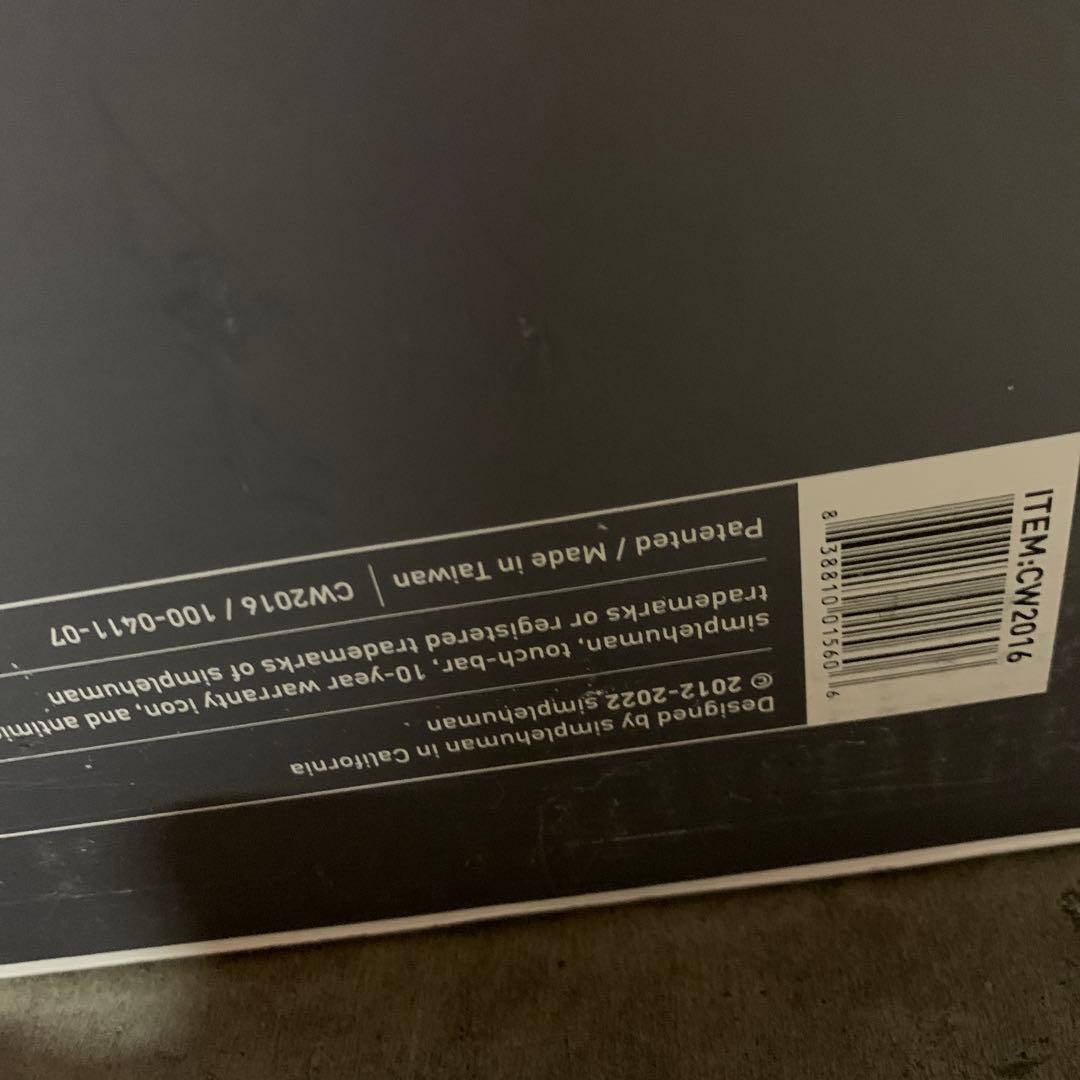 Designed by simplehuman in California
© 2012-2022 simplehuman
simplehuman, touch-bar, 10-year warranty icon, and antimi
trademarks or registered trademarks of simplehuman
Patented / Made in Taiwan | CW2016 / 100-0411-07
ITEM:CW2016
8 38810 01560 6